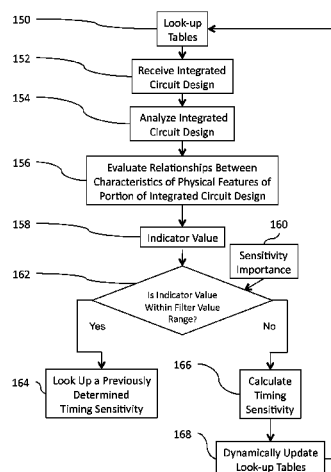 150
Look-up
Tables
152
Receive Integrated
Circuit Design
154
Analyze Integrated
Circuit Design
156
Evaluate Relationships Between
Characteristics of Physical Features of
Portion of Integrated Circuit Design
158
Indicator Value
160
Sensitivity
Importance
162
Is Indicator Value
Within Filter Value
Range?
Yes
No
164
Look Up a Previously
Determined
Timing Sensitivity
166
Calculate
Timing
Sensitivity
168
Dynamically Update
Look-up Tables